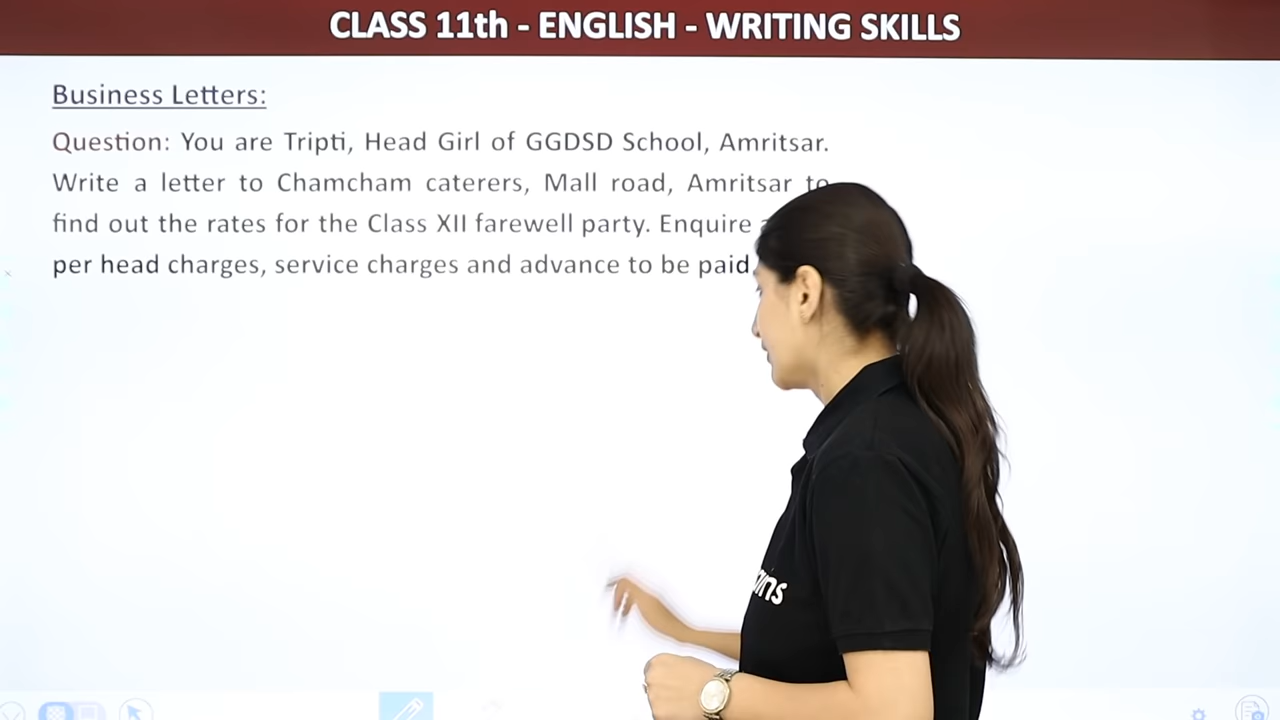 CLASS 11th - ENGLISH - WRITING SKILLS
Business Letters:
Question: You are Tripti, Head Girl of GGDSD School, Amritsar.
Write a letter to Chamcham caterers, Mall road, Amritsar to
find out the rates for the Class XII farewell party. Enquire
per head charges, service charges and advance to be paid